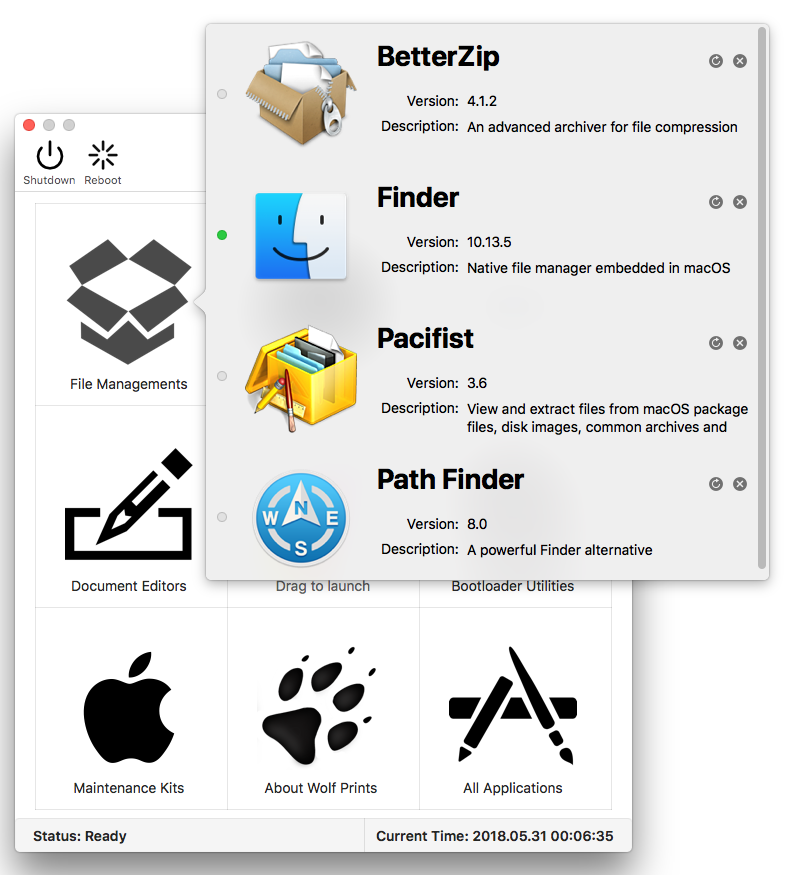 BetterZip
Version: 4.1.2
Description: An advanced archiver for file compression
Finder
Version: 10.13.5
Description: Native file manager embedded in macOS
Pacifist
Version: 3.6
Description: View and extract files from macOS package
files, disk images, common archives and
Path Finder
Version: 8.0
Description: A powerful Finder alternative
N
W E
S
Shutdown Reboot
File Managements
Document Editors Drag to launch Bootloader Utilities
Maintenance Kits About Wolf Prints All Applications
Status: Ready Current Time: 2018.05.31 00:06:35